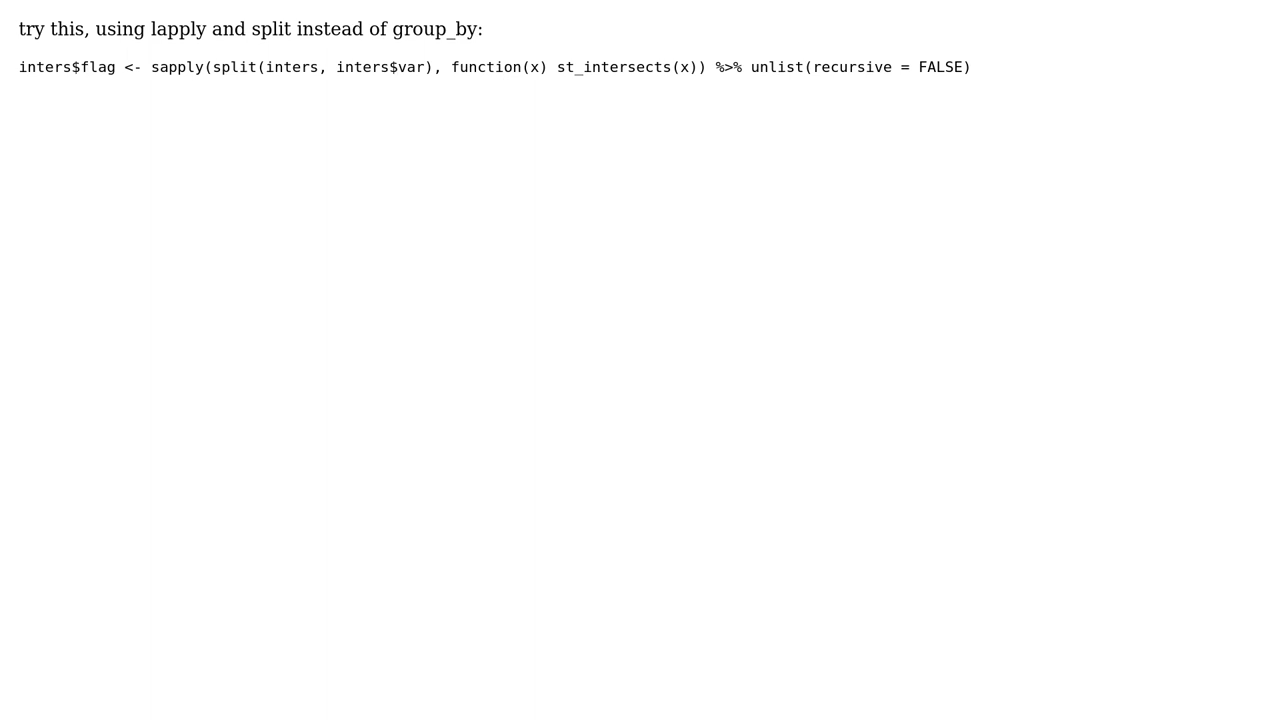 try this, using lapply and split instead of group_by:
inters$flag <- sapply(split(inters, inters$var), function(x) st_intersects(x)) %>% unlist(recursive = FALSE)